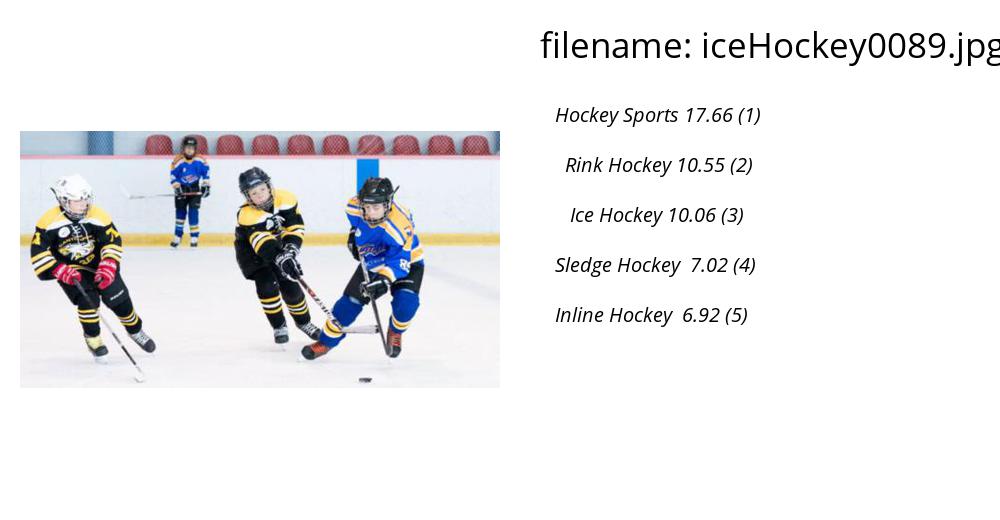 filename: iceHockey0089.jpg
Hockey Sports 17.66 (1)
Rink Hockey 10.55 (2)
Ice Hockey 10.06 (3)
Sledge Hockey 7.02 (4)
Inline Hockey 6.92 (5)